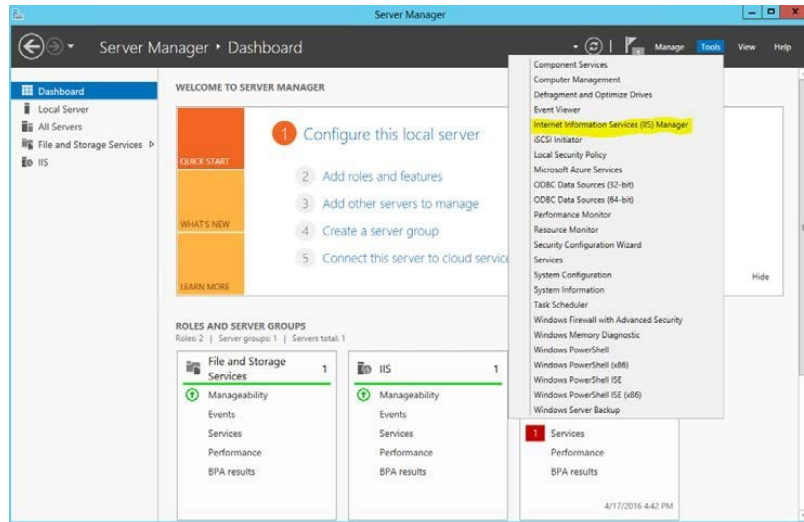 Server Manager
Server Manager • Dashboard
1
Manage
Tools
View
Help
Component Services
Computer Management
Defragment and Optimize Drives
Event Viewer
Internet Information Services (IIS) Manager
iSCSI Initiator
Local Security Policy
Microsoft Azure Services
ODBC Data Sources (32-bit)
ODBC Data Sources (64-bit)
Performance Monitor
Resource Monitor
Security Configuration Wizard
Services
System Configuration
System Information
Task Scheduler
Windows Firewall with Advanced Security
Windows Memory Diagnostic
Windows PowerShell
Windows PowerShell (x86)
Windows PowerShell ISE
Windows PowerShell ISE (x86)
Windows Server Backup
Dashboard
Local Server
All Servers
File and Storage Services
IIS
WELCOME TO SERVER MANAGER
QUICK START
WHAT'S NEW
LEARN MORE
1 Configure this local server
2 Add roles and features
3 Add other servers to manage
4 Create a server group
5 Connect this server to cloud service
Hide
ROLES AND SERVER GROUPS
Roles: 2 | Server groups: 1 | Servers total: 1
File and Storage Services 1
Manageability
Events
Services
Performance
BPA results
IIS 1
Manageability
Events
Services
Performance
BPA results
1 Services
Performance
BPA results
4/17/2016 4:42 PM